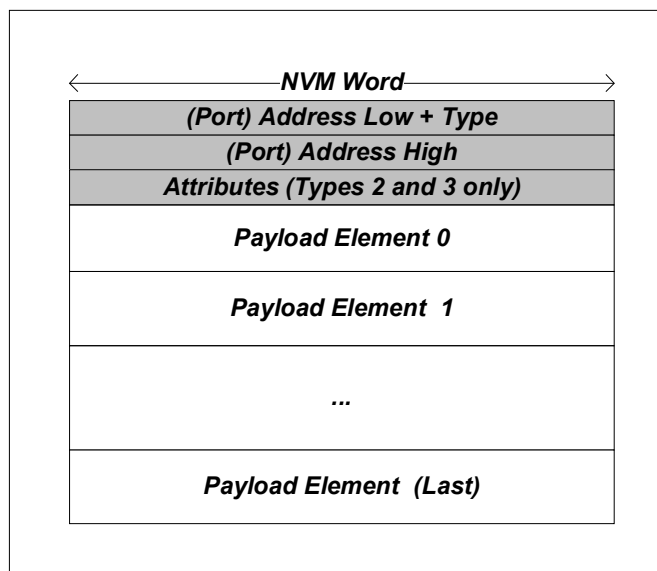 NVM Word
(Port) Address Low + Type
(Port) Address High
Attributes (Types 2 and 3 only)
Payload Element 0
Payload Element 1
...
Payload Element (Last)